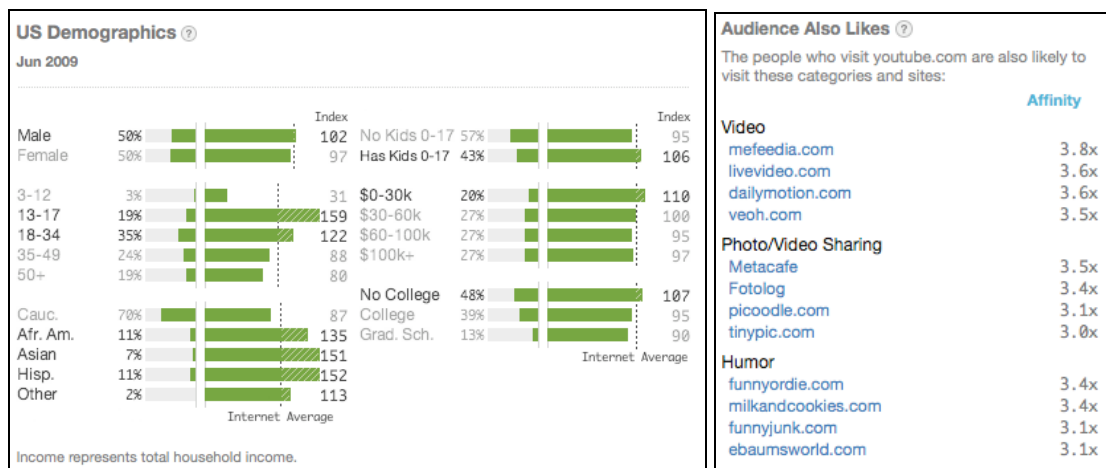 US Demographics ?
Jun 2009
Index
Male 50% 102
Female 50% 97
3-12 3% 31
13-17 19% 159
18-34 35% 122
35-49 24% 88
50+ 19% 80
Cauc. 70% 87
Afr. Am. 11% 135
Asian 7% 151
Hisp. 11% 152
Other 2% 113
Internet Average
Index
No Kids 0-17 57% 95
Has Kids 0-17 43% 106
$0-30k 20% 110
$30-60k 27% 100
$60-100k 27% 95
$100k+ 27% 97
No College 48% 107
College 39% 95
Grad. Sch. 13% 90
Internet Average
Income represents total household income.
Audience Also Likes ?
The people who visit youtube.com are also likely to
visit these categories and sites:
Affinity
Video
mefeedia.com 3.8x
livevideo.com 3.6x
dailymotion.com 3.6x
veoh.com 3.5x
Photo/Video Sharing
Metacafe 3.5x
Fotolog 3.4x
picoodle.com 3.1x
tinypic.com 3.0x
Humor
funnyordie.com 3.4x
milkandcookies.com 3.4x
funnyjunk.com 3.1x
ebaumsworld.com 3.1x